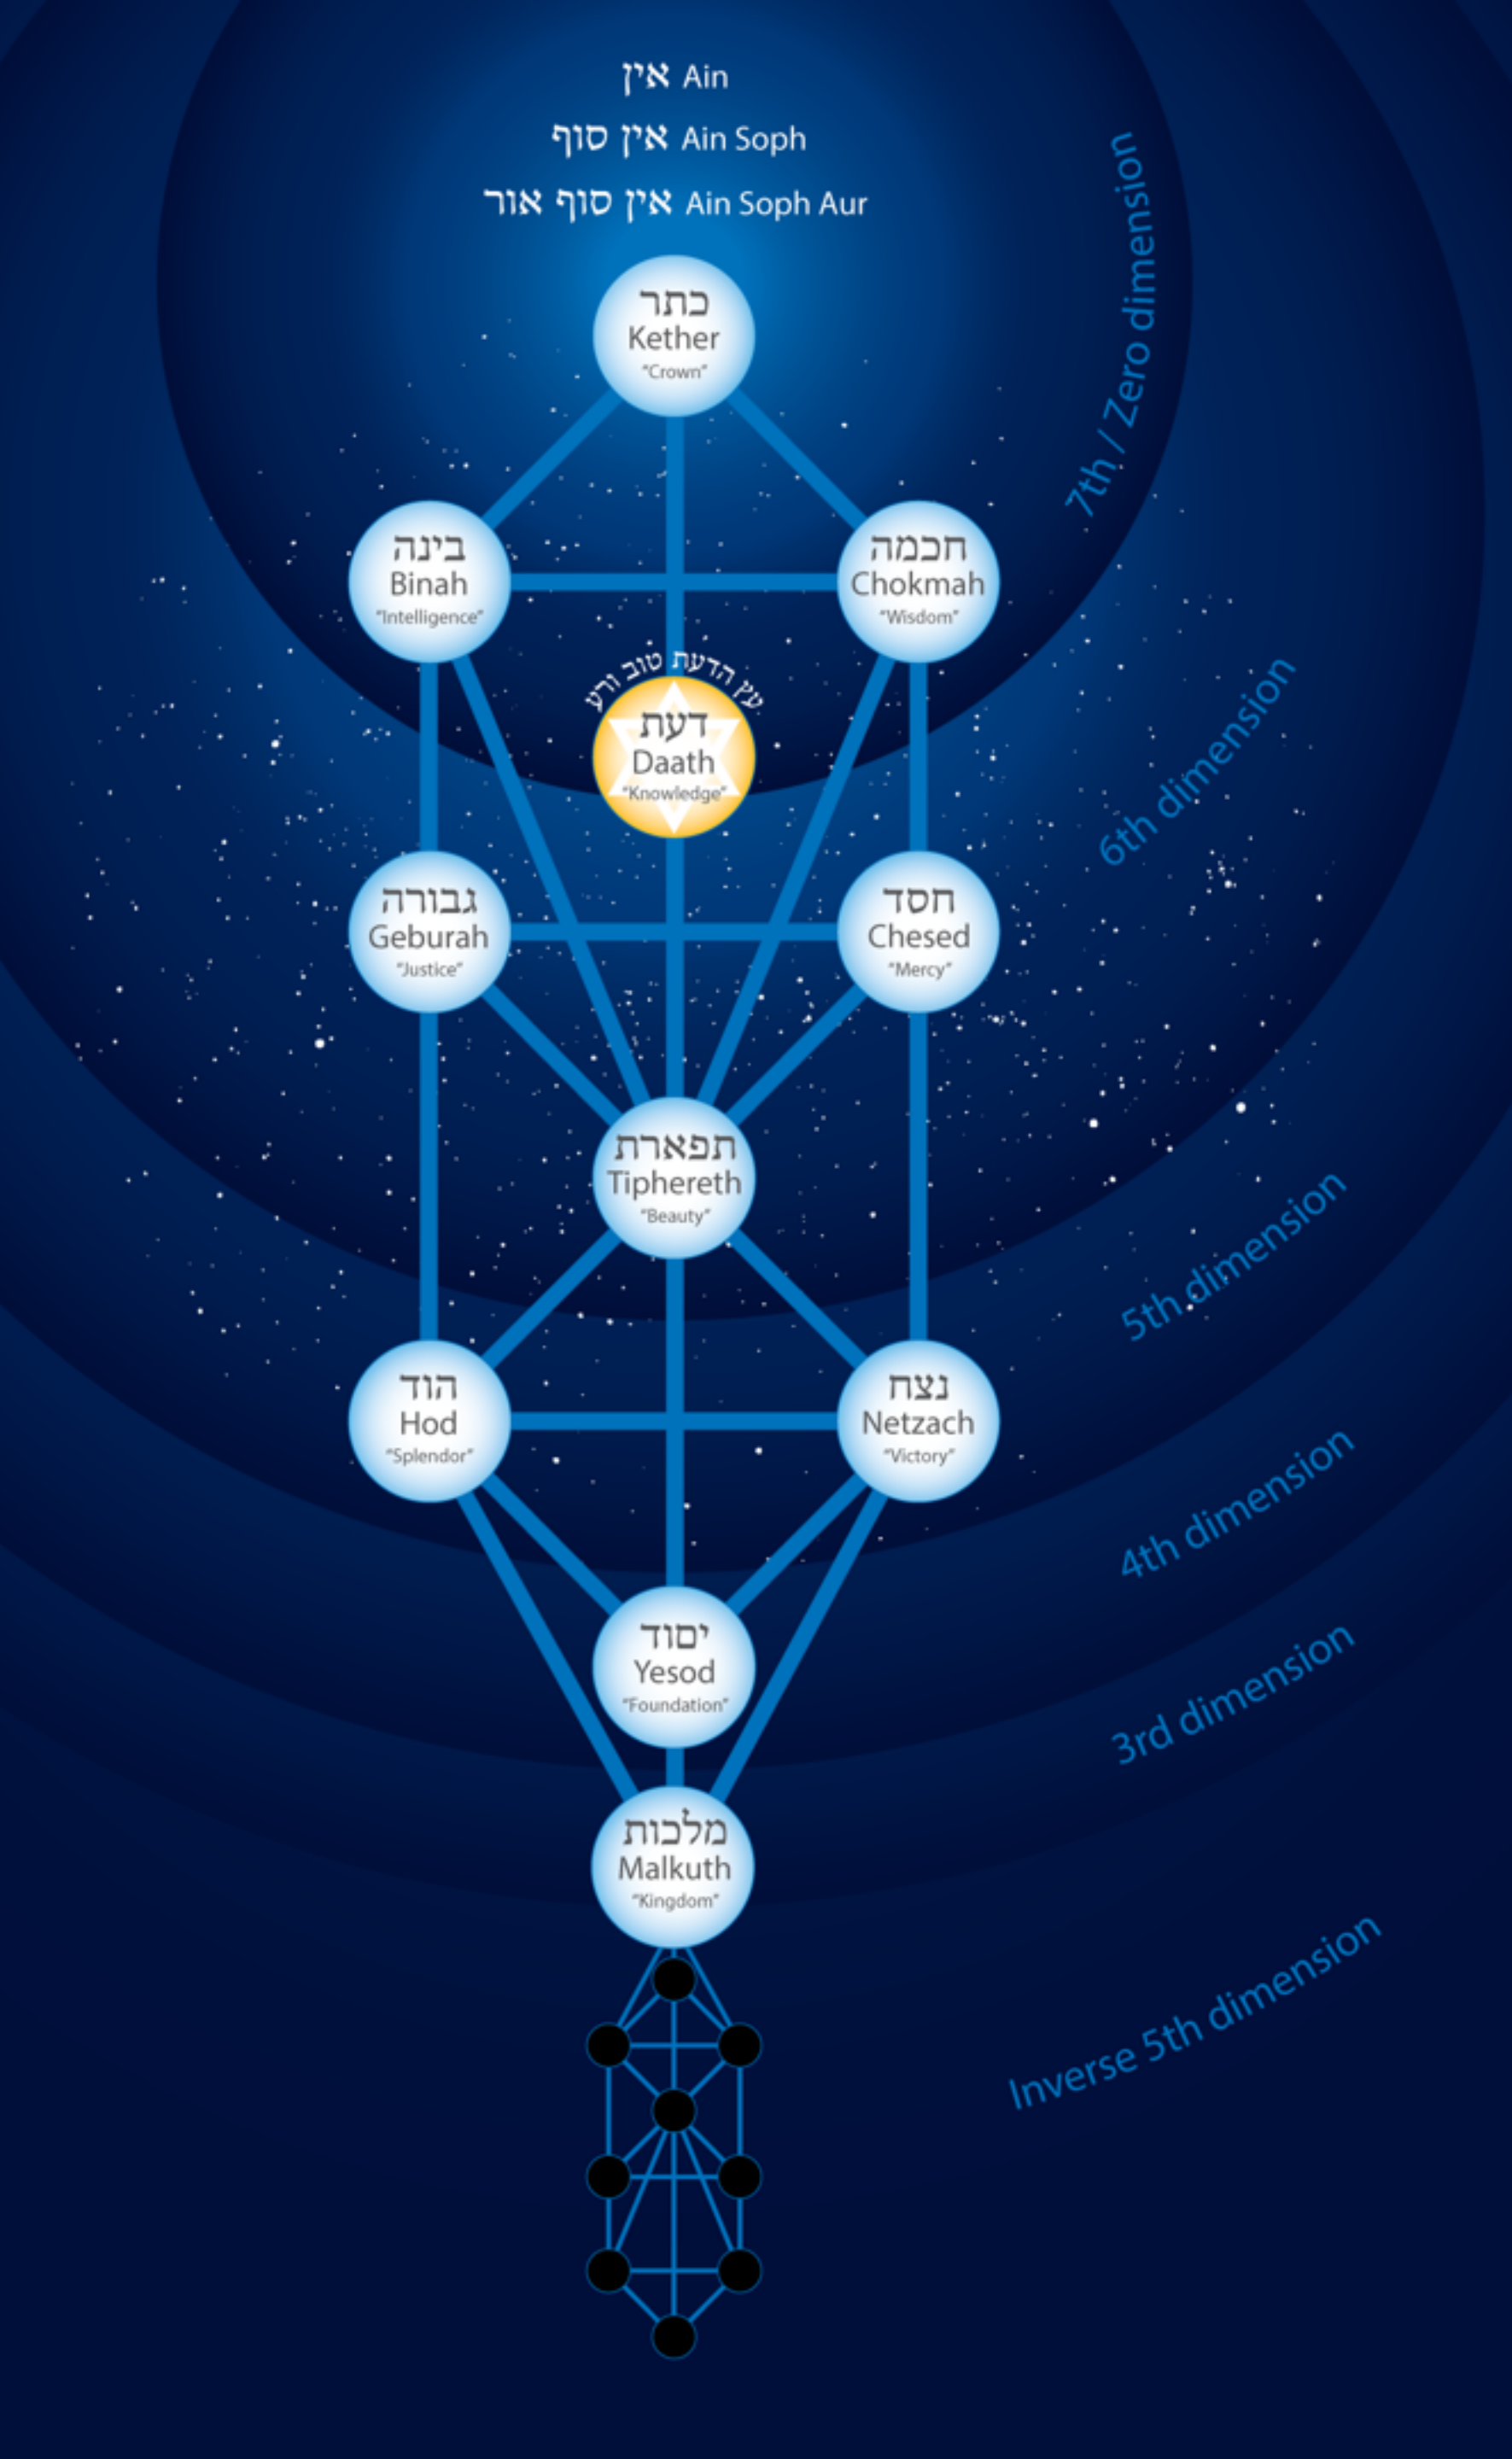 אין Ain
אין סוף Ain Soph
אין סוף אור Ain Soph Aur
7th / Zero dimension
כתר
Kether
“Crown”
בינה
Binah
“Intelligence”
חכמה
Chokmah
“Wisdom”
עץ הדעת טוב ורע
דעת
Daath
“Knowledge”
6th dimension
גבורה
Geburah
“Justice”
חסד
Chesed
“Mercy”
תפארת
Tiphereth
“Beauty”
5th dimension
הוד
Hod
“Splendor”
נצח
Netzach
“Victory”
4th dimension
יסוד
Yesod
“Foundation”
3rd dimension
מלכות
Malkuth
“Kingdom”
Inverse 5th dimension